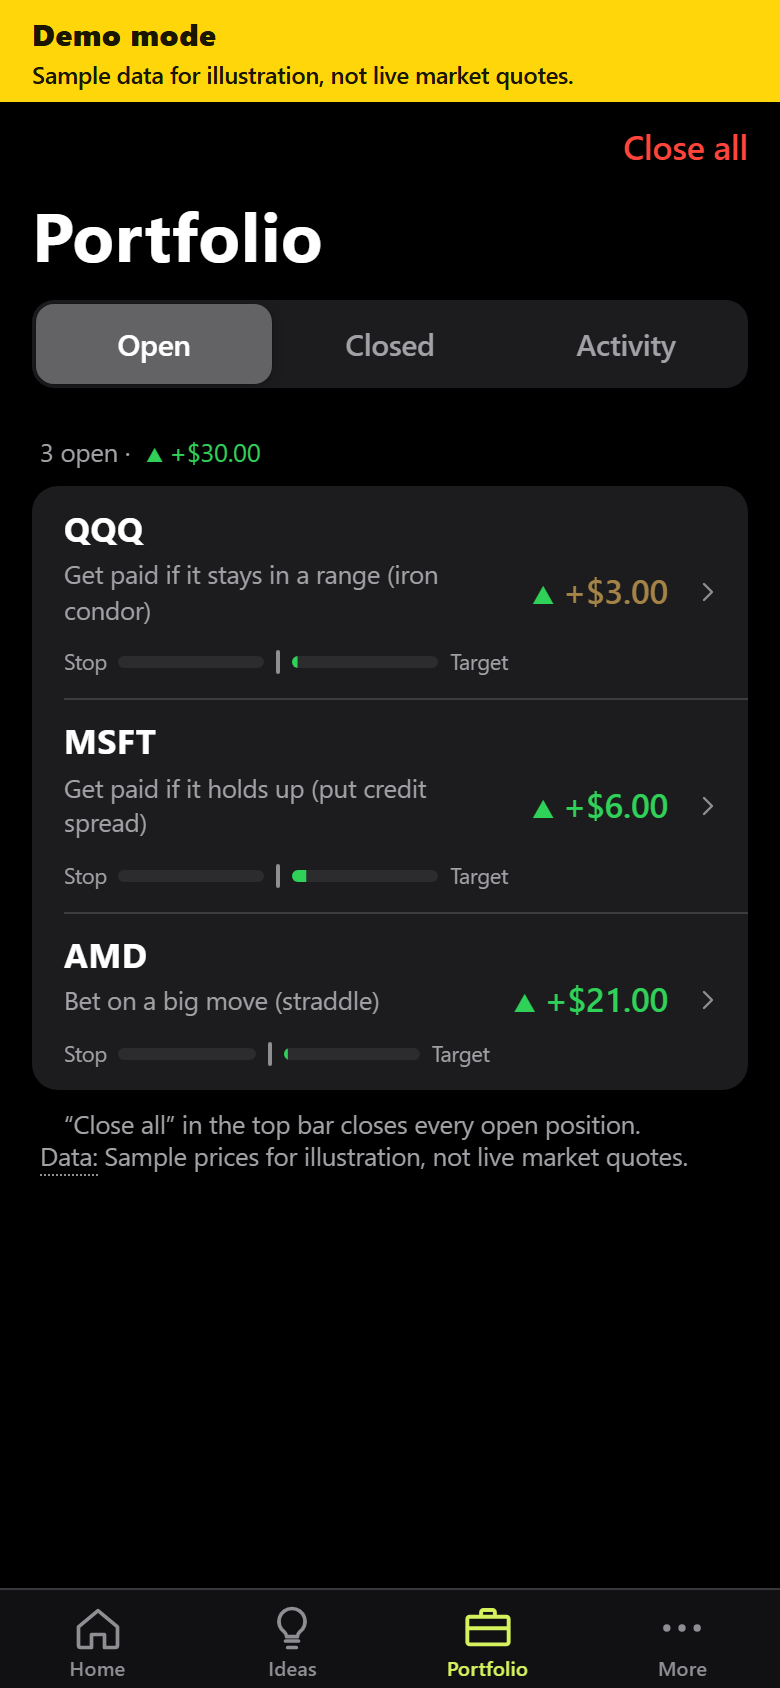 Demo mode
Sample data for illustration, not live market quotes.
Close all
Portfolio
Open Closed Activity
3 open · ▲ +$30.00
QQQ
Get paid if it stays in a range (iron
condor)
▲ +$3.00
Stop Target
MSFT
Get paid if it holds up (put credit
spread)
▲ +$6.00
Stop Target
AMD
Bet on a big move (straddle)
▲ +$21.00
Stop Target
“Close all” in the top bar closes every open position.
Data: Sample prices for illustration, not live market quotes.
Home Ideas Portfolio More